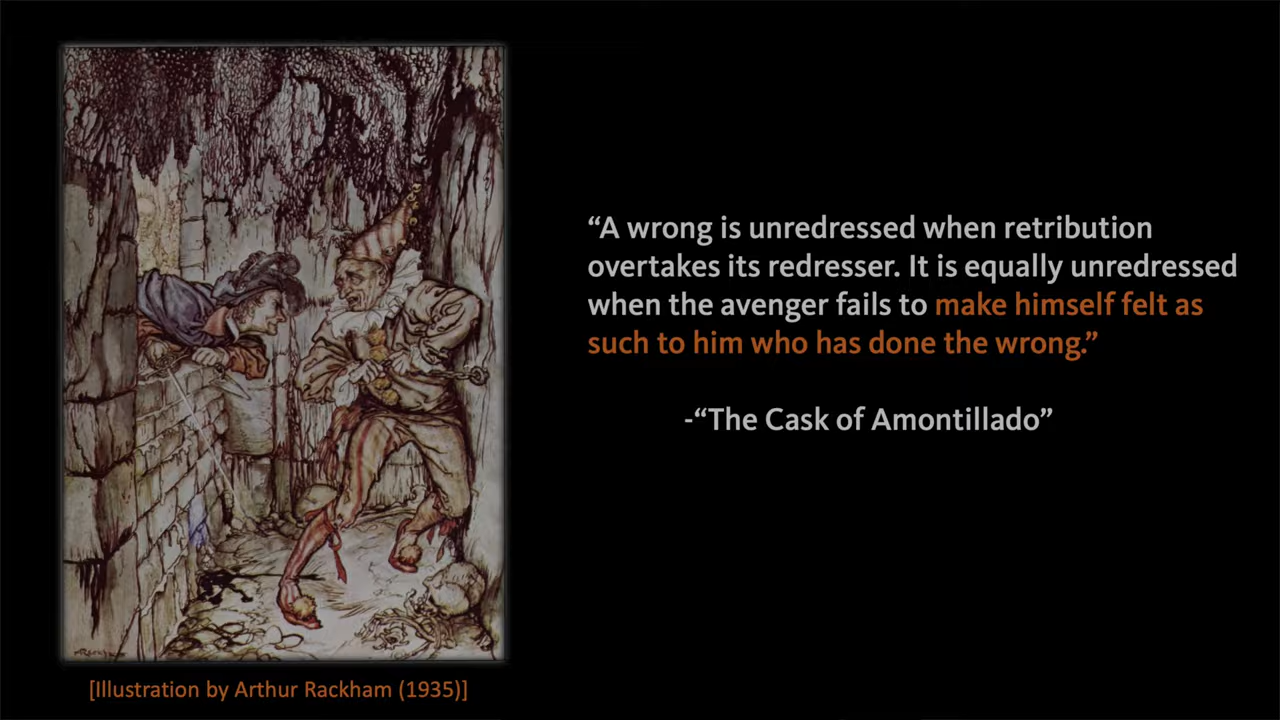 “A wrong is unredressed when retribution
overtakes its redresser. It is equally unredressed
when the avenger fails to make himself felt as
such to him who has done the wrong.”
-“The Cask of Amontillado”
[Illustration by Arthur Rackham (1935)]